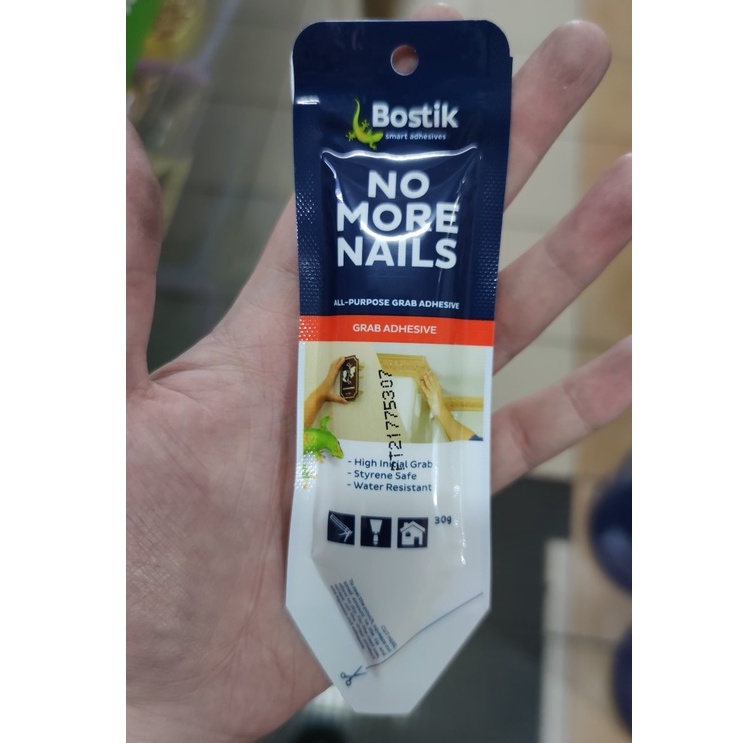 Bostik
smart adhesives
NO
MORE
NAILS
ALL-PURPOSE GRAB ADHESIVE
GRAB ADHESIVE
- High Initial Grab
- Styrene Safe
- Water Resistant
30g